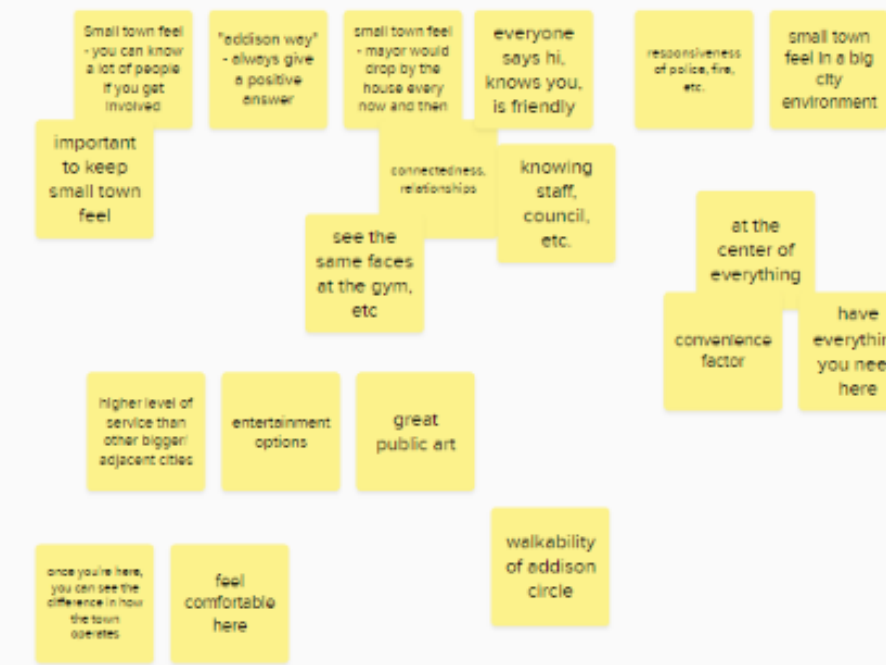 Small town feel
- you can know
a lot of people
if you get
involved
"addison way"
- always give
a positive
answer
small town feel
- mayor would
drop by the
house every
now and then
everyone
says hi,
knows you,
is friendly
responsiveness
of police, fire,
etc.
small town
feel in a big
city
environment
important
to keep
small town
feel
connectedness,
relationships
knowing
staff,
council,
etc.
see the
same faces
at the gym,
etc
at the
center of
everything
convenience
factor
have
everythin
you nee
here
higher level of
service than
other bigger/
adjacent cities
entertainment
options
great
public art
walkability
of addison
circle
once you're here,
you can see the
difference in how
the town
operates
feel
comfortable
here